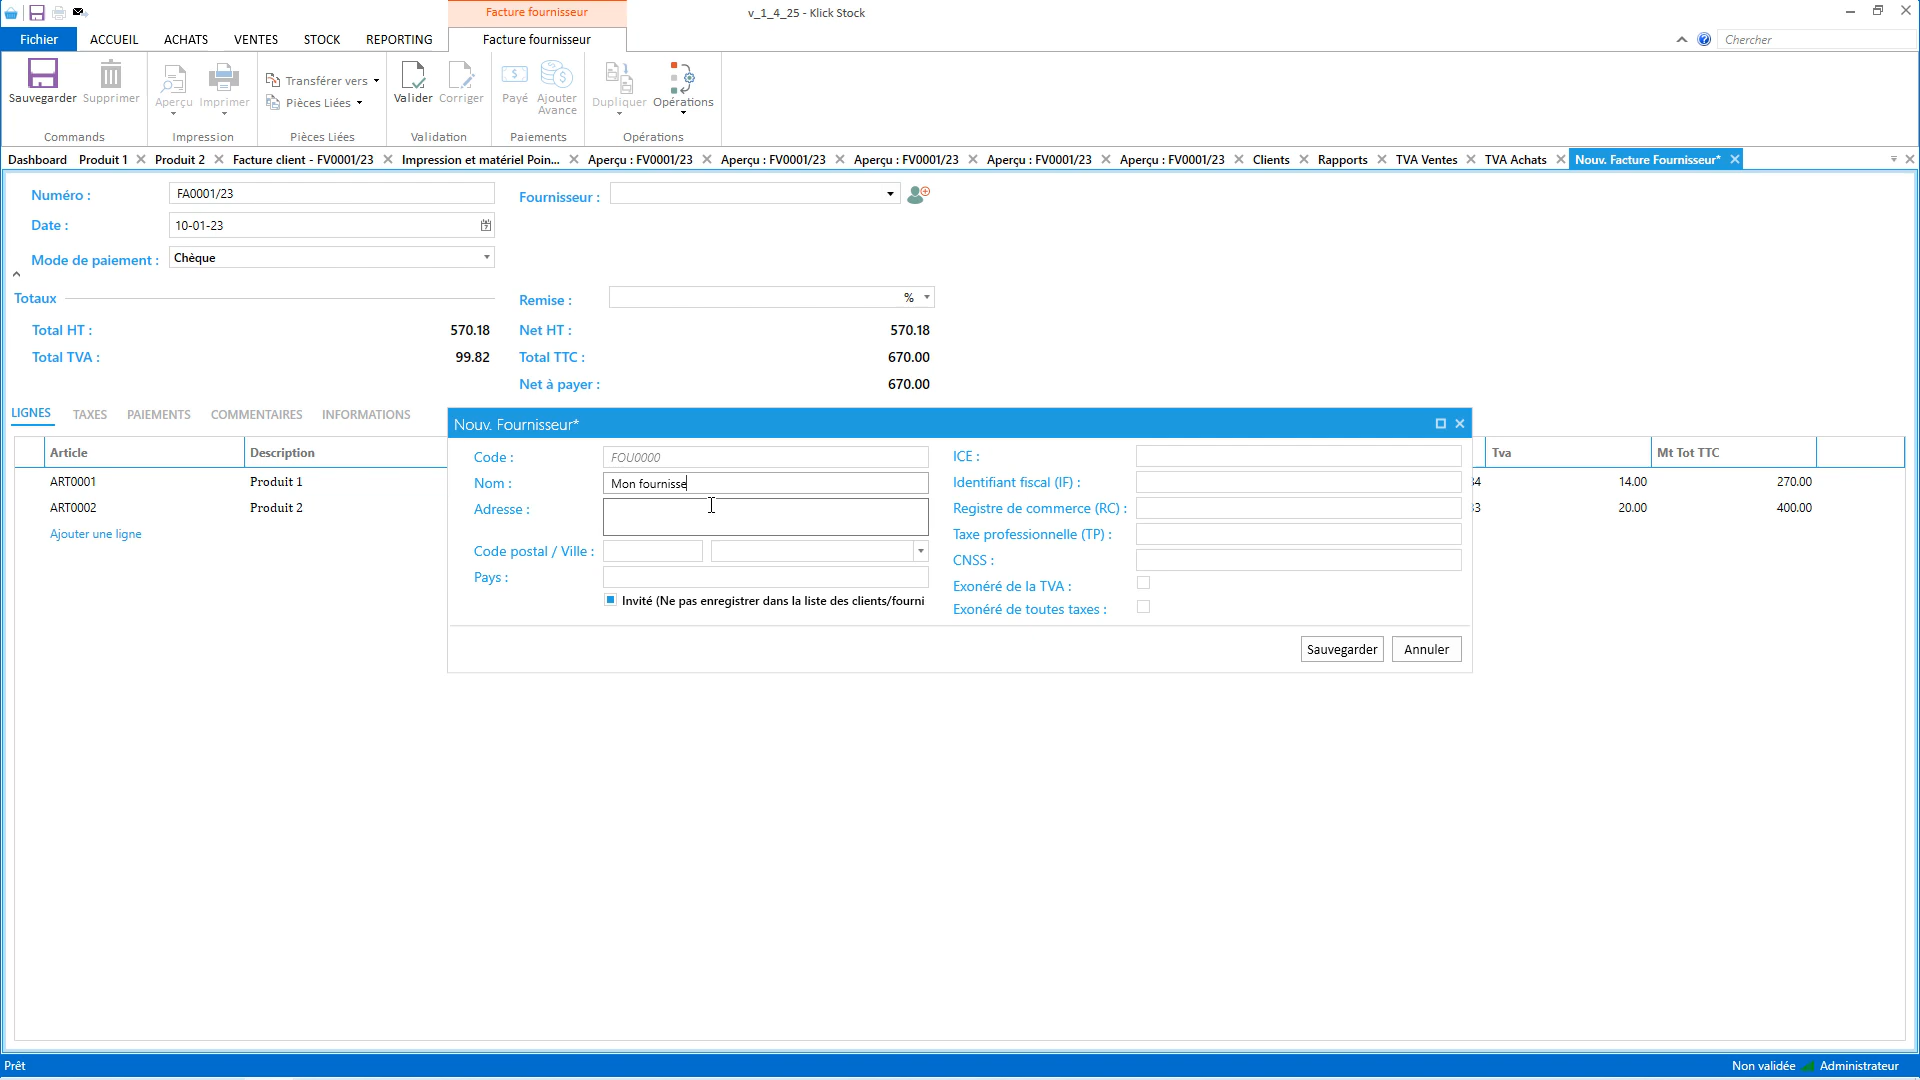 Facture fournisseur
v_1_4_25 - Klick Stock
Fichier ACCUEIL ACHATS VENTES STOCK REPORTING Facture fournisseur Chercher
Sauvegarder Supprimer Aperçu Imprimer Transférer vers Pièces Liées Valider Corriger Payé Ajouter Avance Dupliquer Opérations
Commands Impression Pièces Liées Validation Paiements Opérations
Dashboard Produit 1 Produit 2 Facture client - FV0001/23 Impression et matériel Poin... Aperçu : FV0001/23 Aperçu : FV0001/23 Aperçu : FV0001/23 Aperçu : FV0001/23 Aperçu : FV0001/23 Clients Rapports TVA Ventes TVA Achats Nouv. Facture Fournisseur*
Numéro : FA0001/23 Fournisseur :
Date : 10-01-23
Mode de paiement : Chèque
Totaux Remise : %
Total HT : 570.18 Net HT : 570.18
Total TVA : 99.82 Total TTC : 670.00
Net à payer : 670.00
LIGNES TAXES PAIEMENTS COMMENTAIRES INFORMATIONS
Article Description Tva Mt Tot TTC
ART0001 Produit 1 14.00 270.00
ART0002 Produit 2 20.00 400.00
Ajouter une ligne
Nouv. Fournisseur*
Code : FOU0000 ICE :
Nom : Mon fournisse Identifiant fiscal (IF) :
Adresse : Registre de commerce (RC) :
Taxe professionnelle (TP) :
Code postal / Ville : CNSS :
Pays : Exonéré de la TVA :
Invité (Ne pas enregistrer dans la liste des clients/fourni Exonéré de toutes taxes :
Sauvegarder Annuler
Prêt Non validée Administrateur